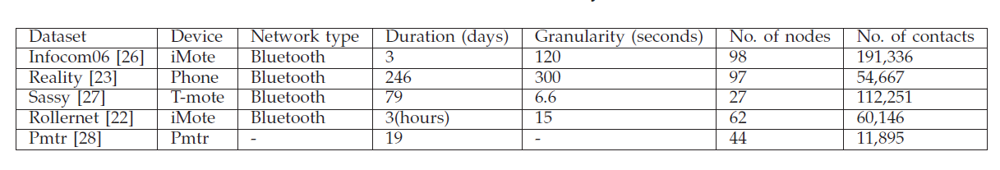 Dataset Device Network type Duration (days) Granularity (seconds) No. of nodes No. of contacts
Infocom06 [26] iMote Bluetooth 3 120 98 191,336
Reality [23] Phone Bluetooth 246 300 97 54,667
Sassy [27] T-mote Bluetooth 79 6.6 27 112,251
Rollernet [22] iMote Bluetooth 3(hours) 15 62 60,146
Pmtr [28] Pmtr - 19 - 44 11,895